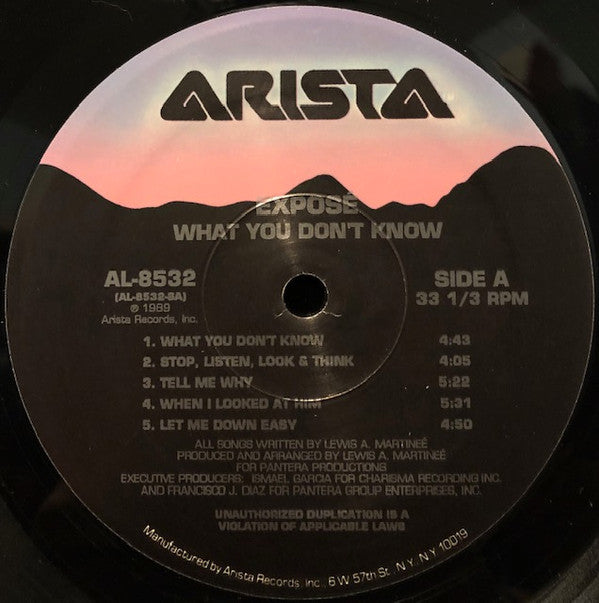 ARISTA
EXPOSÉ
WHAT YOU DON'T KNOW
AL-8532
(AL-8532-SA)
℗ 1989
Arista Records, Inc.
SIDE A
33 1/3 RPM
1. WHAT YOU DON'T KNOW 4:43
2. STOP, LISTEN, LOOK & THINK 4:05
3. TELL ME WHY 5:22
4. WHEN I LOOKED AT HIM 5:31
5. LET ME DOWN EASY 4:50
ALL SONGS WRITTEN BY LEWIS A. MARTINEÉ
PRODUCED AND ARRANGED BY LEWIS A. MARTINEÉ
FOR PANTERA PRODUCTIONS
EXECUTIVE PRODUCERS: ISMAEL GARCIA FOR CHARISMA RECORDING INC.
AND FRANCISCO J. DIAZ FOR PANTERA GROUP ENTERPRISES, INC.
UNAUTHORIZED DUPLICATION IS A
VIOLATION OF APPLICABLE LAWS
Manufactured by Arista Records, Inc., 6 W 57th St. N.Y. N.Y 10019